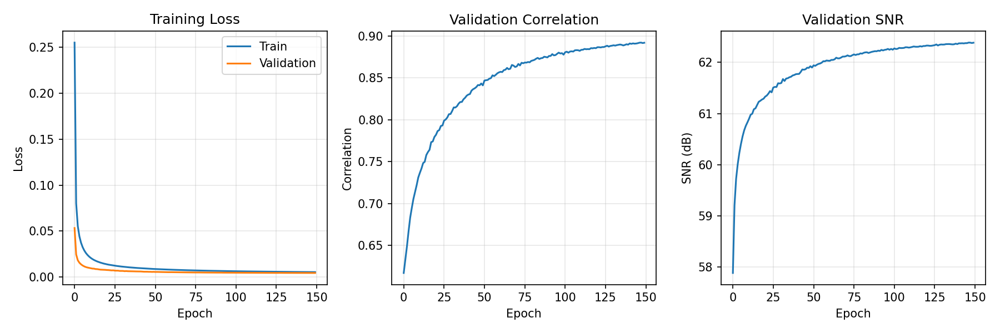 Training Loss
Loss
0.25
0.20
0.15
0.10
0.05
0.00
Train
Validation
0 25 50 75 100 125 150
Epoch
Validation Correlation
Correlation
0.90
0.85
0.80
0.75
0.70
0.65
0 25 50 75 100 125 150
Epoch
Validation SNR
SNR (dB)
62
61
60
59
58
0 25 50 75 100 125 150
Epoch